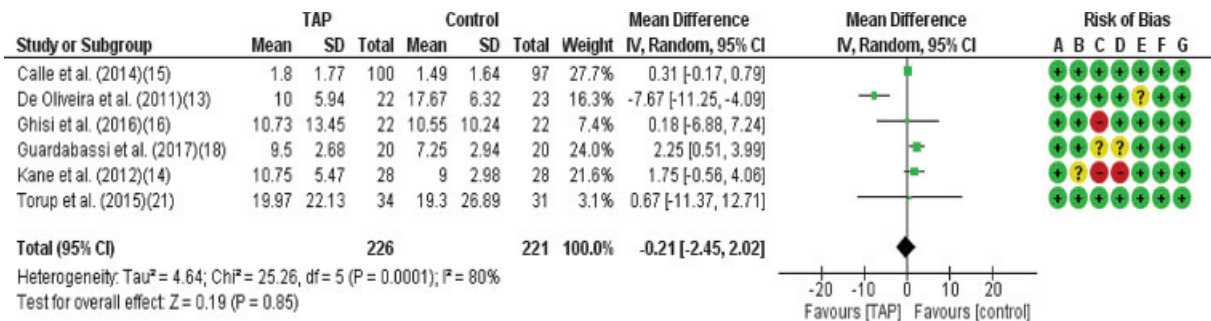 TAP Control Mean Difference Mean Difference Risk of Bias
Study or Subgroup Mean SD Total Mean SD Total Weight IV, Random, 95% CI IV, Random, 95% CI A B C D E F G
Calle et al. (2014)(15) 1.8 1.77 100 1.49 1.64 97 27.7% 0.31 [-0.17, 0.79] + + + + + + +
De Oliveira et al. (2011)(13) 10 5.94 22 17.67 6.32 23 16.3% -7.67 [-11.25, -4.09] + + + + ? + +
Ghisi et al. (2016)(16) 10.73 13.45 22 10.55 10.24 22 7.4% 0.18 [-6.88, 7.24] + + - + + + +
Guardabassi et al. (2017)(18) 9.5 2.68 20 7.25 2.94 20 24.0% 2.25 [0.51, 3.99] + + ? ? + + +
Kane et al. (2012)(14) 10.75 5.47 28 9 2.98 28 21.6% 1.75 [-0.56, 4.06] + ? - - + + +
Torup et al. (2015)(21) 19.97 22.13 34 19.3 26.89 31 3.1% 0.67 [-11.37, 12.71] + + + + + + +
Total (95% CI) 226 221 100.0% -0.21 [-2.45, 2.02]
Heterogeneity: Tau² = 4.64; Chi² = 25.26, df = 5 (P = 0.0001); I² = 80%
Test for overall effect: Z = 0.19 (P = 0.85)
-20 -10 0 10 20
Favours [TAP] Favours [control]